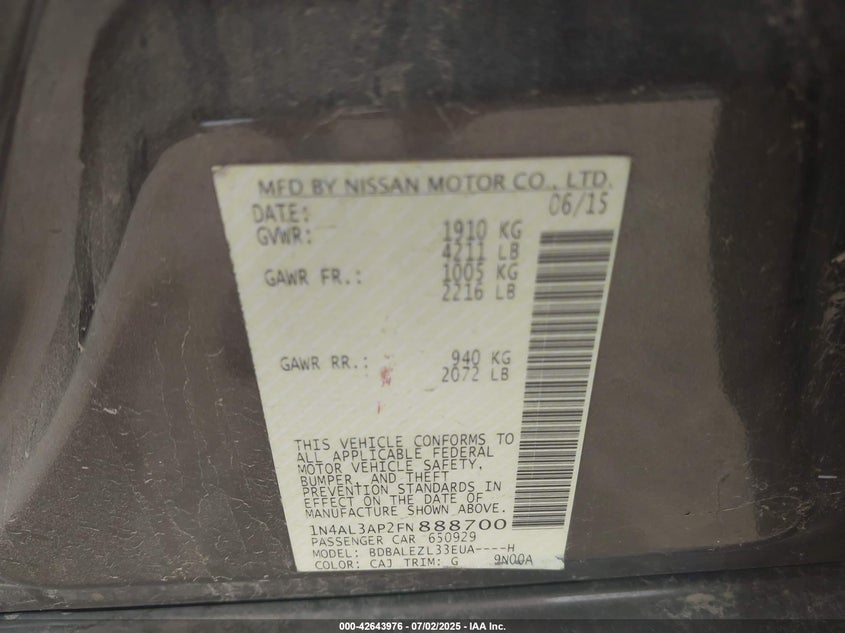 MFD BY NISSAN MOTOR CO., LTD.
DATE: 06/15
GVWR: 1910 KG
4211 LB
GAWR FR.: 1005 KG
2216 LB
GAWR RR.: 940 KG
2072 LB
THIS VEHICLE CONFORMS TO
ALL APPLICABLE FEDERAL
MOTOR VEHICLE SAFETY,
BUMPER, AND THEFT
PREVENTION STANDARDS IN
EFFECT ON THE DATE OF
MANUFACTURE SHOWN ABOVE.
1N4AL3AP2FN888700
PASSENGER CAR 650929
MODEL: BDBALEZL33EUA----H
COLOR: CAJ TRIM: G 9N00A
000-42643976 - 07/02/2025 - IAA Inc.